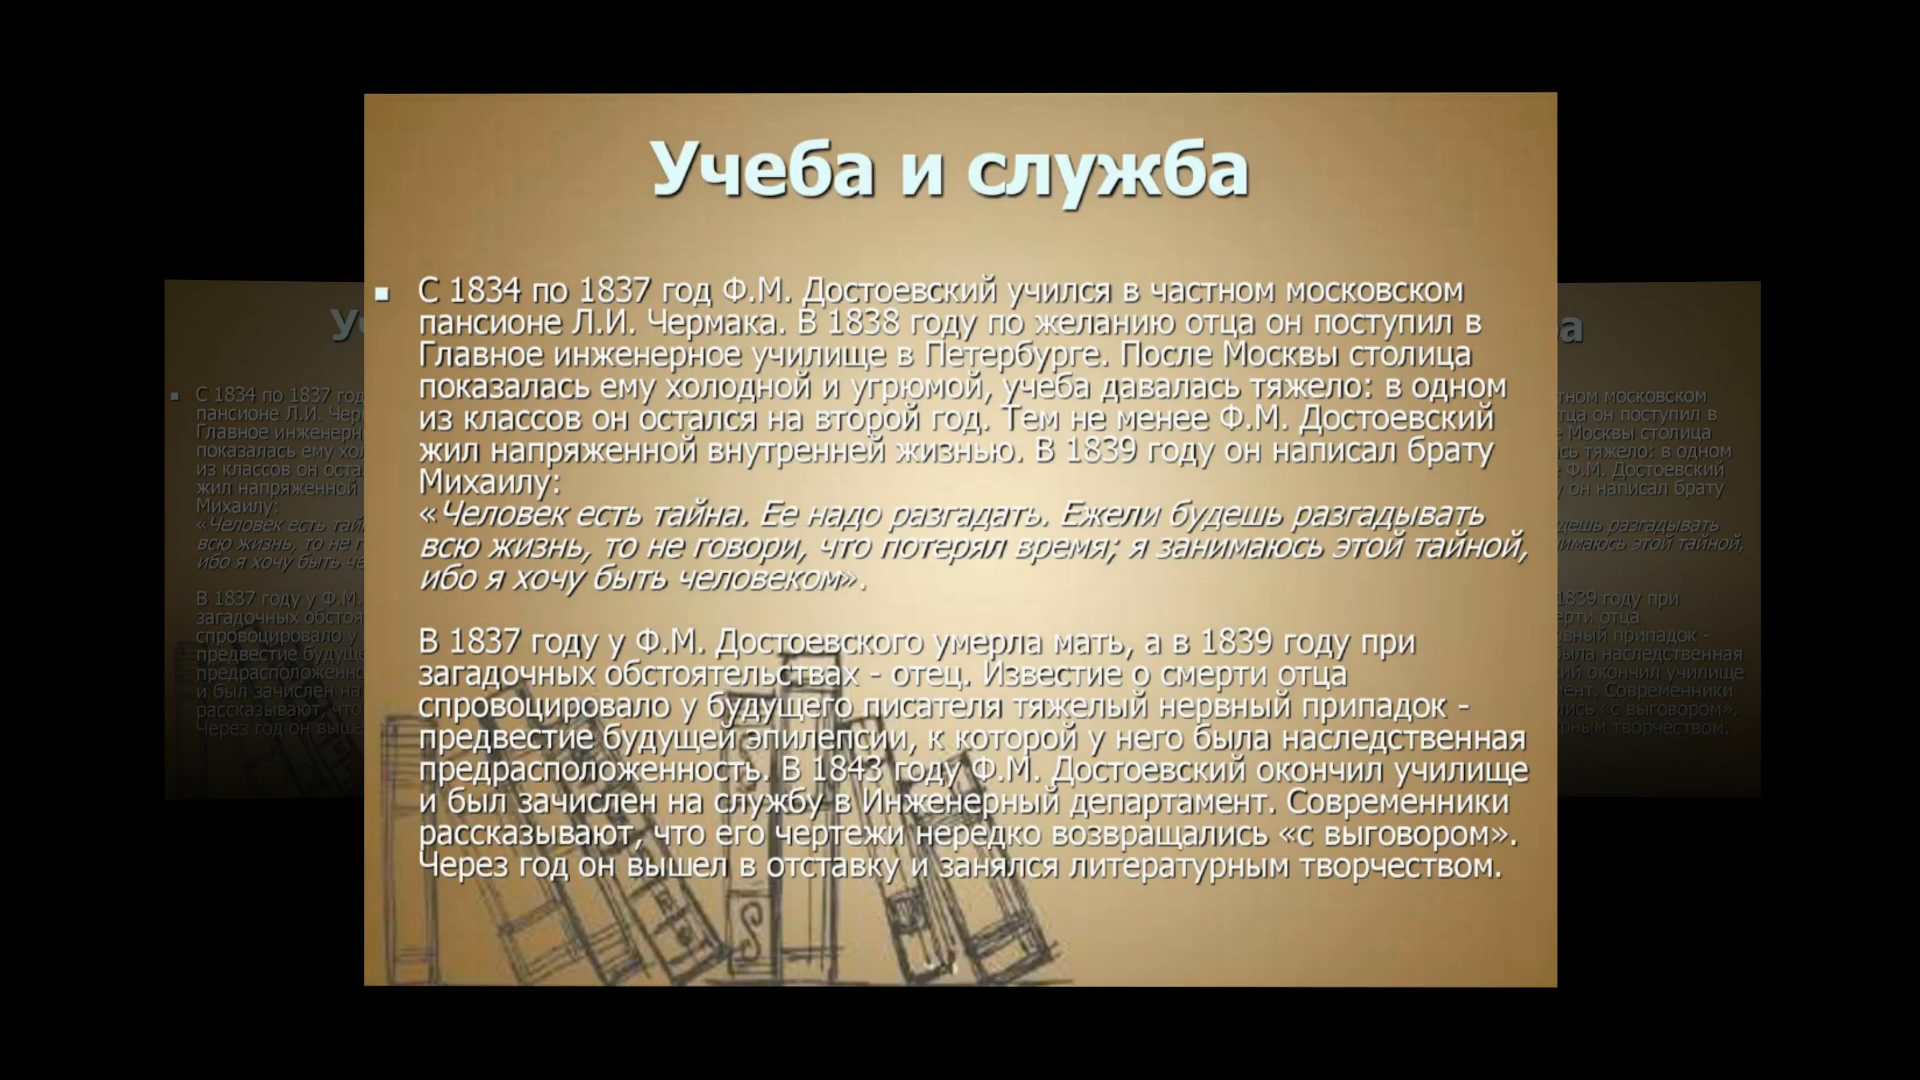 Учеба и служба
С 1834 по 1837 год Ф.М. Достоевский учился в частном московском
пансионе Л.И. Чермака. В 1838 году по желанию отца он поступил в
Главное инженерное училище в Петербурге. После Москвы столица
показалась ему холодной и угрюмой, учеба давалась тяжело: в одном
из классов он остался на второй год. Тем не менее Ф.М. Достоевский
жил напряженной внутренней жизнью. В 1839 году он написал брату
Михаилу:
«Человек есть тайна. Ее надо разгадать. Ежели будешь разгадывать
всю жизнь, то не говори, что потерял время; я занимаюсь этой тайной,
ибо я хочу быть человеком».
В 1837 году у Ф.М. Достоевского умерла мать, а в 1839 году при
загадочных обстоятельствах - отец. Известие о смерти отца
спровоцировало у будущего писателя тяжелый нервный припадок -
предвестие будущей эпилепсии, к которой у него была наследственная
предрасположенность. В 1843 году Ф.М. Достоевский окончил училище
и был зачислен на службу в Инженерный департамент. Современники
рассказывают, что его чертежи нередко возвращались «с выговором».
Через год он вышел в отставку и занялся литературным творчеством.